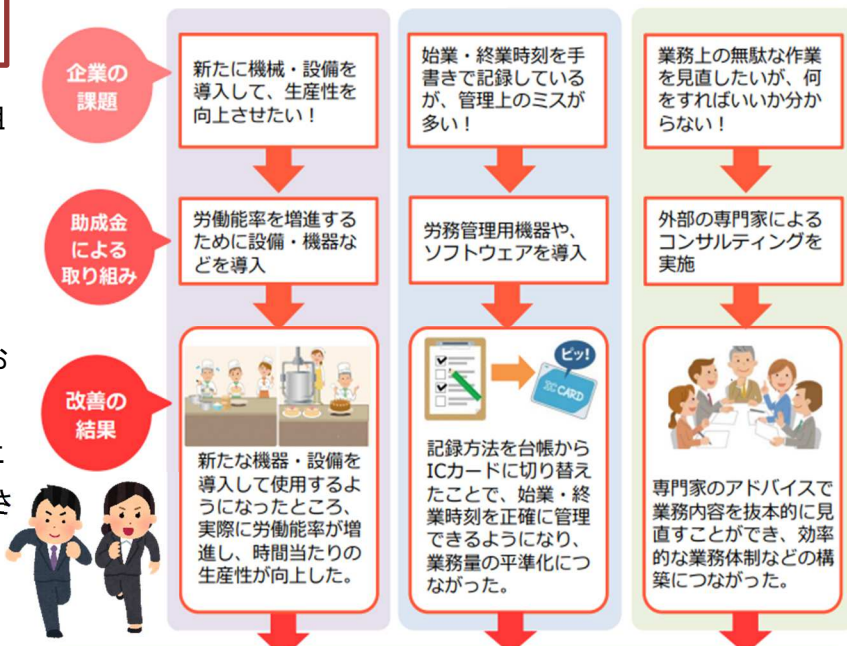 企業の
課題
新たに機械・設備を
導入して、生産性を
向上させたい！
始業・終業時刻を手
書きで記録している
が、管理上のミスが
多い！
業務上の無駄な作業
を見直したいが、何
をすればいいか分か
らない！
助成金
による
取り組み
労働能率を増進する
ために設備・機器な
どを導入
労務管理用機器や、
ソフトウェアを導入
外部の専門家による
コンサルティングを
実施
改善の
結果
新たな機器・設備を
導入して使用するよ
うになったところ、
実際に労働能率が増
進し、時間当たりの
生産性が向上した。
ピッ!
IC CARD
記録方法を台帳から
ICカードに切り替え
たことで、始業・終
業時刻を正確に管理
できるようになり、
業務量の平準化につ
ながった。
専門家のアドバイスで
業務内容を抜本的に見
直すことができ、効率
的な業務体制などの構
築につながった。
お
さ